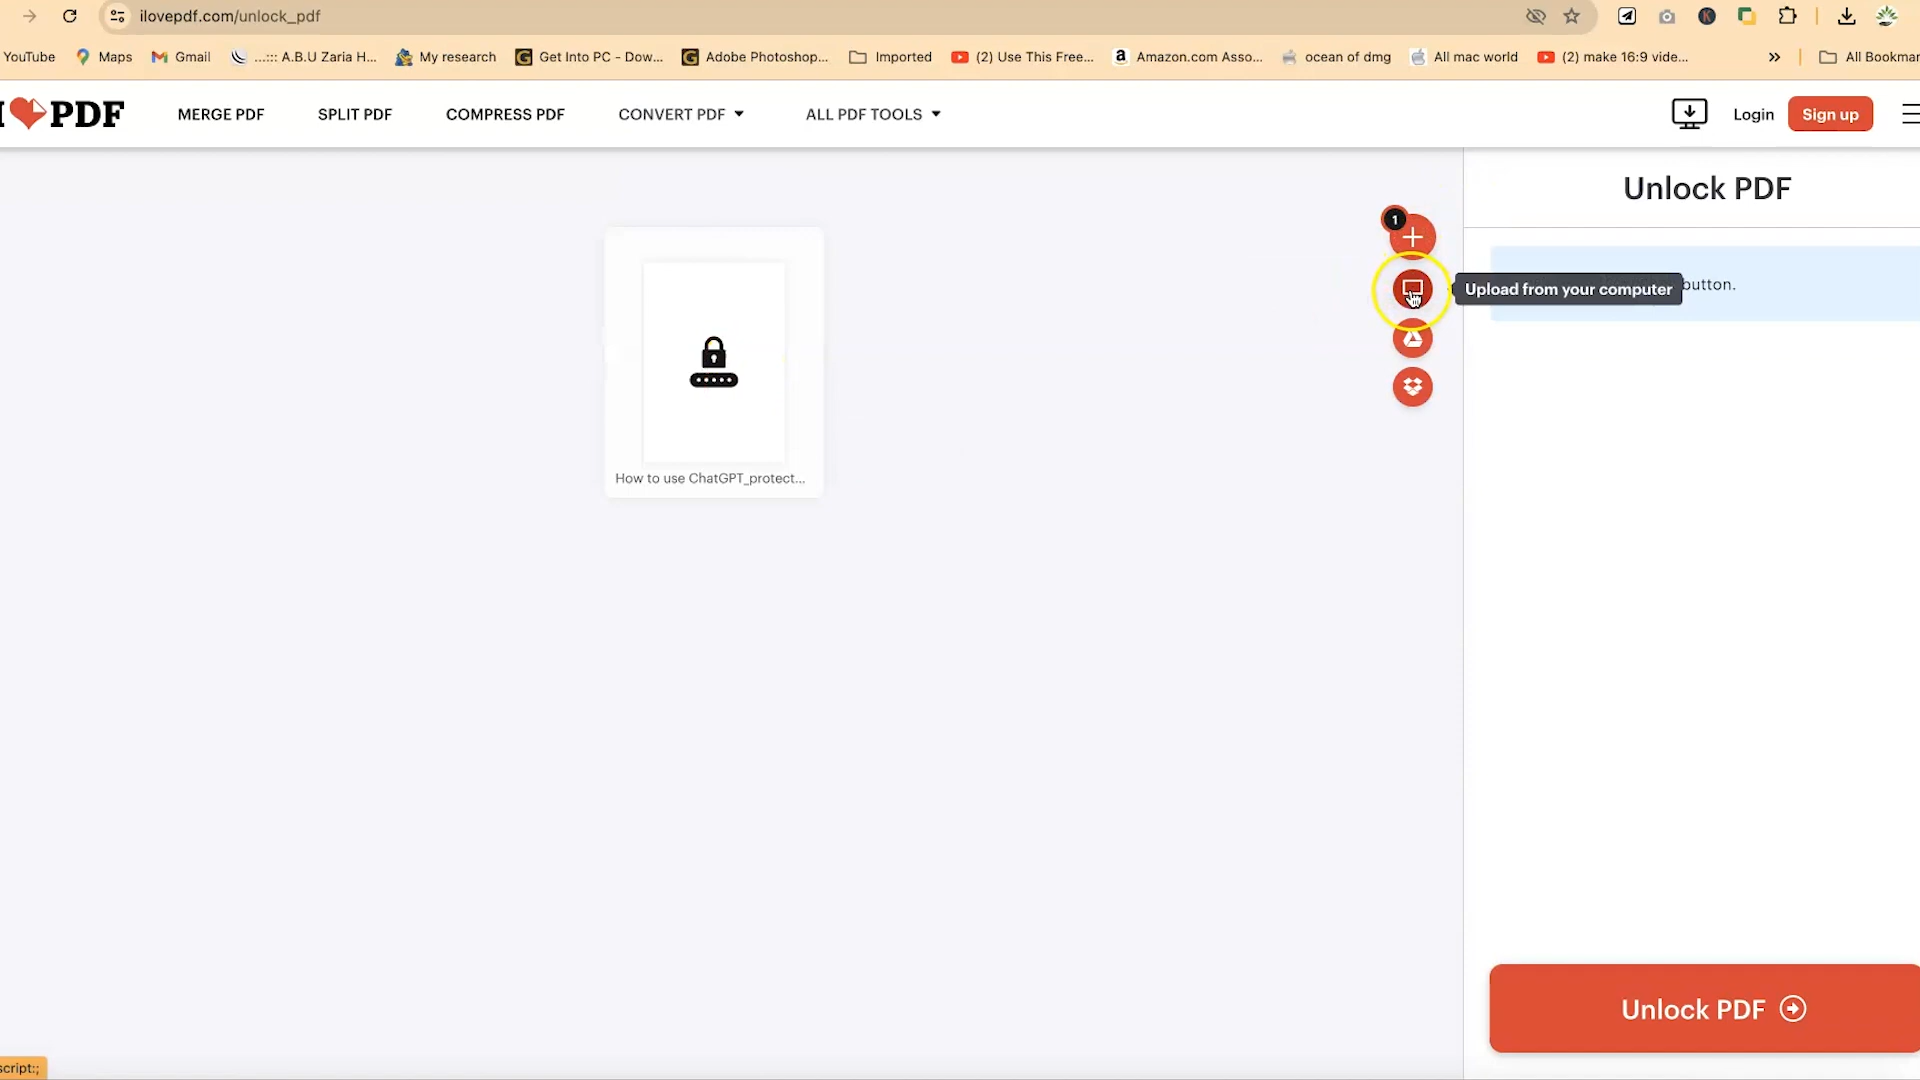 ilovepdf.com/unlock_pdf
YouTube
Maps
Gmail
...::: A.B.U Zaria H...
My research
Get Into PC - Dow...
Adobe Photoshop...
Imported
(2) Use This Free...
Amazon.com Asso...
ocean of dmg
All mac world
(2) make 16:9 vide...
All Bookmar
I PDF
MERGE PDF
SPLIT PDF
COMPRESS PDF
CONVERT PDF
ALL PDF TOOLS
Login
Sign up
Unlock PDF
1
Upload from your computer
button.
How to use ChatGPT_protect...
Unlock PDF
script:;